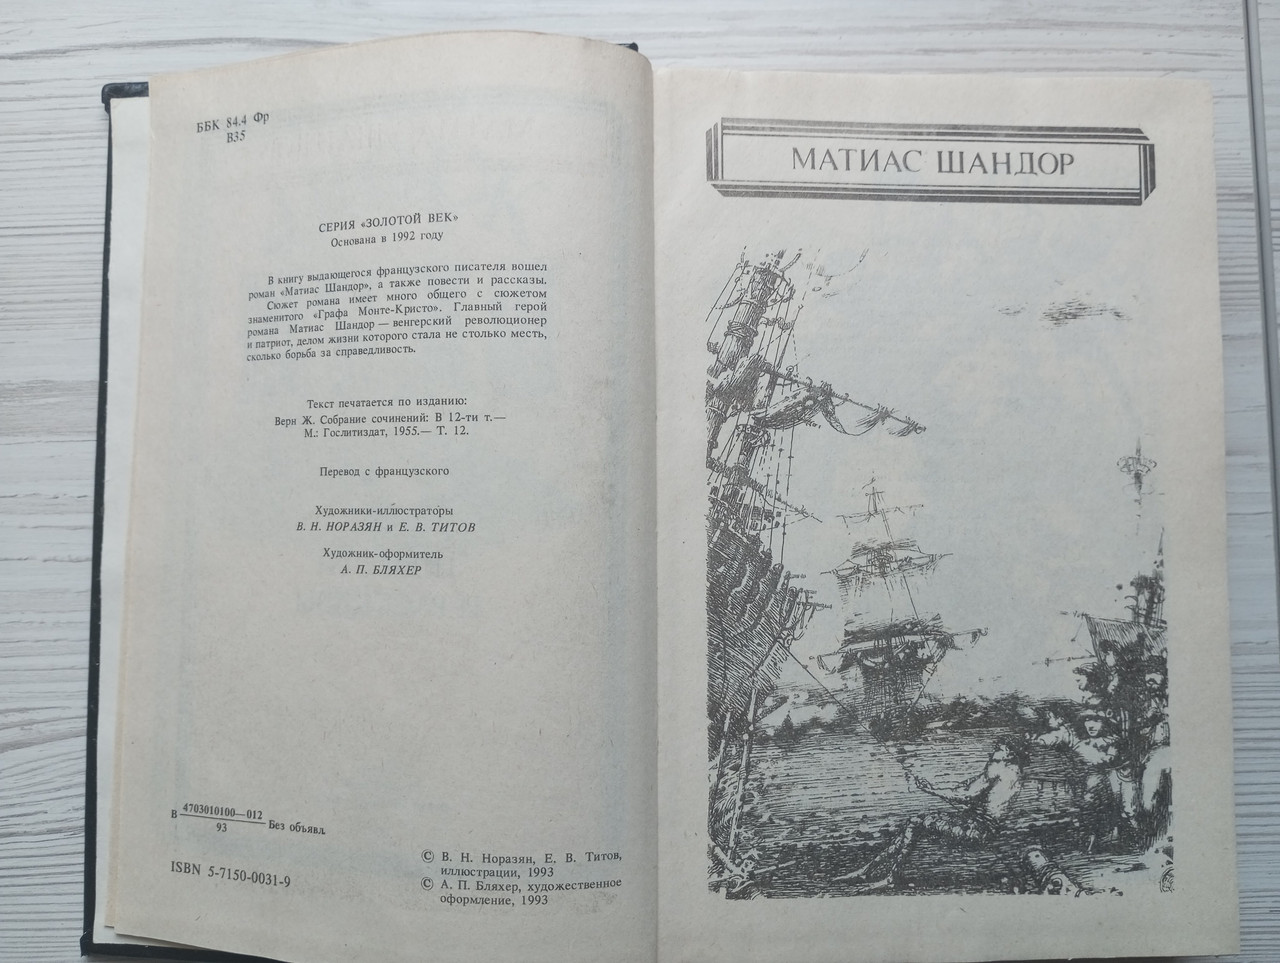 ББК 84.4 Фр
В35
СЕРИЯ «ЗОЛОТОЙ ВЕК»
Основана в 1992 году
В книгу выдающегося французского писателя вошел
роман «Матиас Шандор», а также повести и рассказы.
Сюжет романа имеет много общего с сюжетом
знаменитого «Графа Монте-Кристо». Главный герой
романа Матиас Шандор — венгерский революционер
и патриот, делом жизни которого стала не столько месть,
сколько борьба за справедливость.
Текст печатается по изданию:
Верн Ж. Собрание сочинений: В 12-ти т.—
М.: Гослитиздат, 1955.— Т. 12.
Перевод с французского
Художники-иллюстраторы
В. Н. НОРАЗЯН и Е. В. ТИТОВ
Художник-оформитель
А. П. БЛЯХЕР
В 4703010100—012
93
Без объявл.
ISBN 5-7150-0031-9
© В. Н. Норазян, Е. В. Титов,
иллюстрации, 1993
© А. П. Бляхер, художественное
оформление, 1993
МАТИАС ШАНДОР